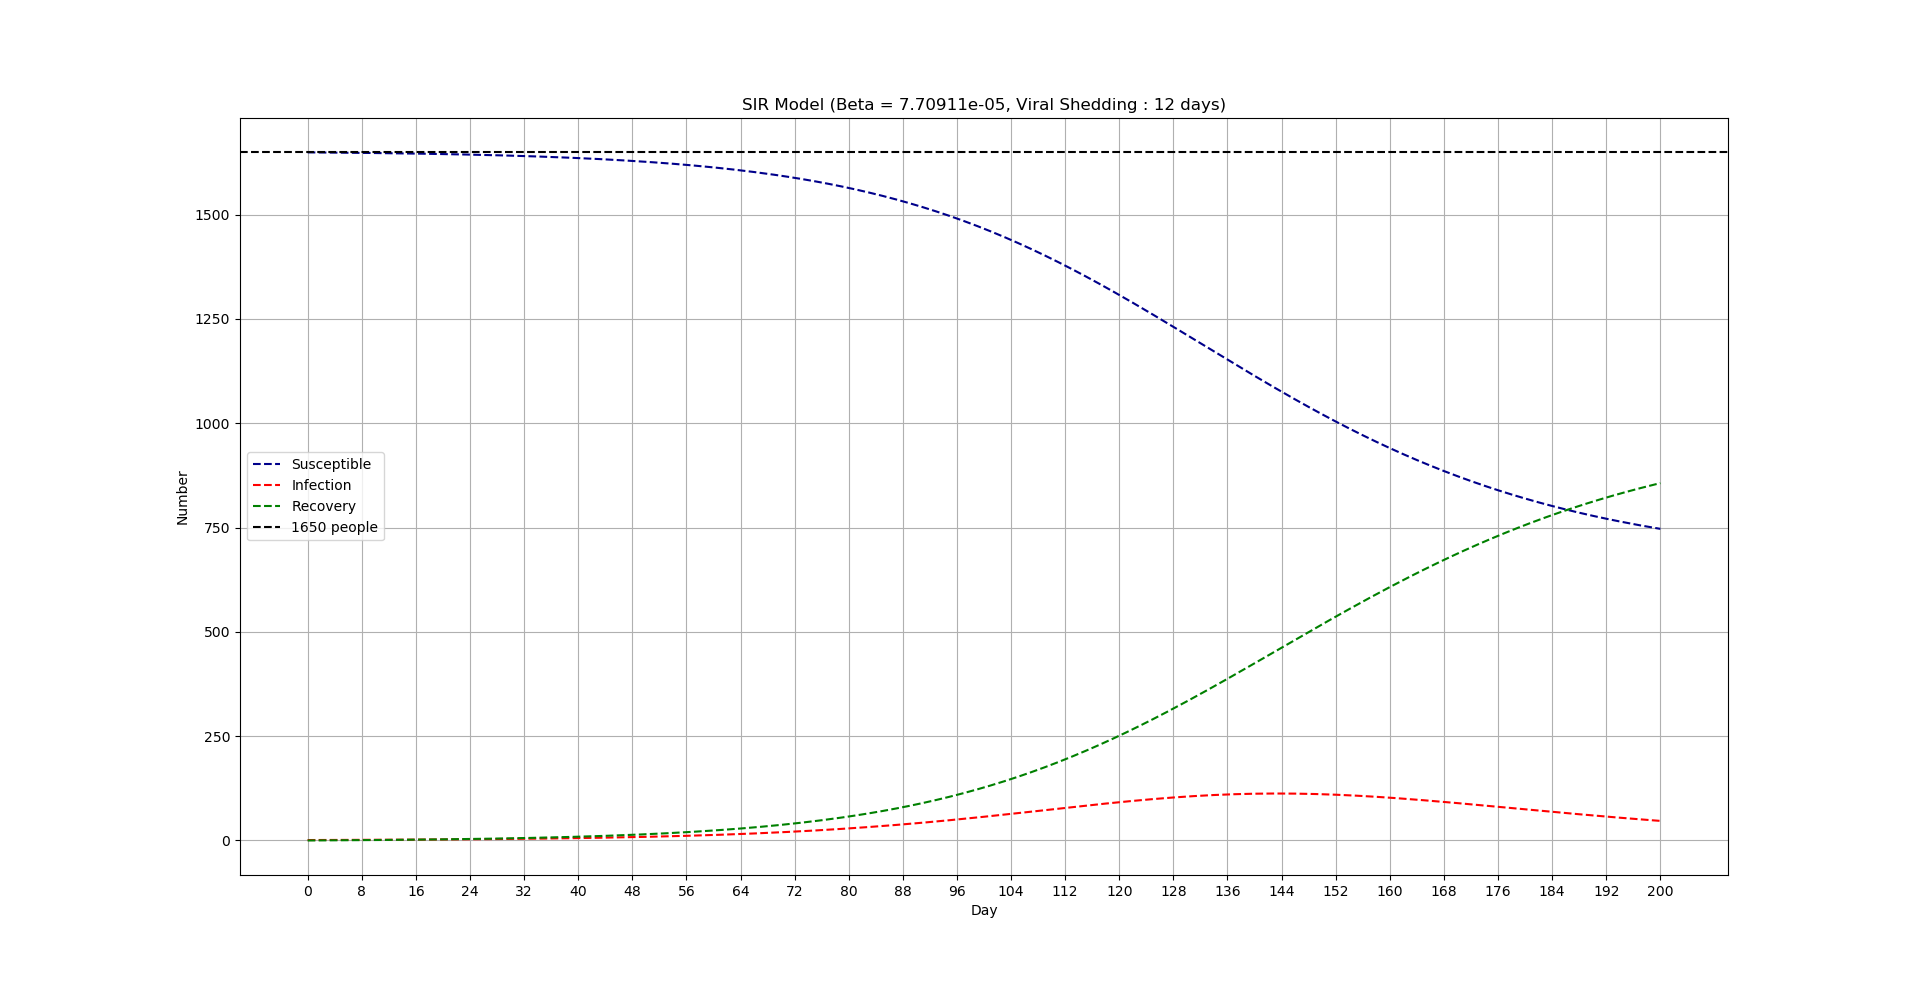 SIR Model (Beta = 7.70911e-05, Viral Shedding : 12 days)
Number
1500
1250
1000
750
500
250
0
Susceptible
Infection
Recovery
1650 people
0 8 16 24 32 40 48 56 64 72 80 88 96 104 112 120 128 136 144 152 160 168 176 184 192 200
Day